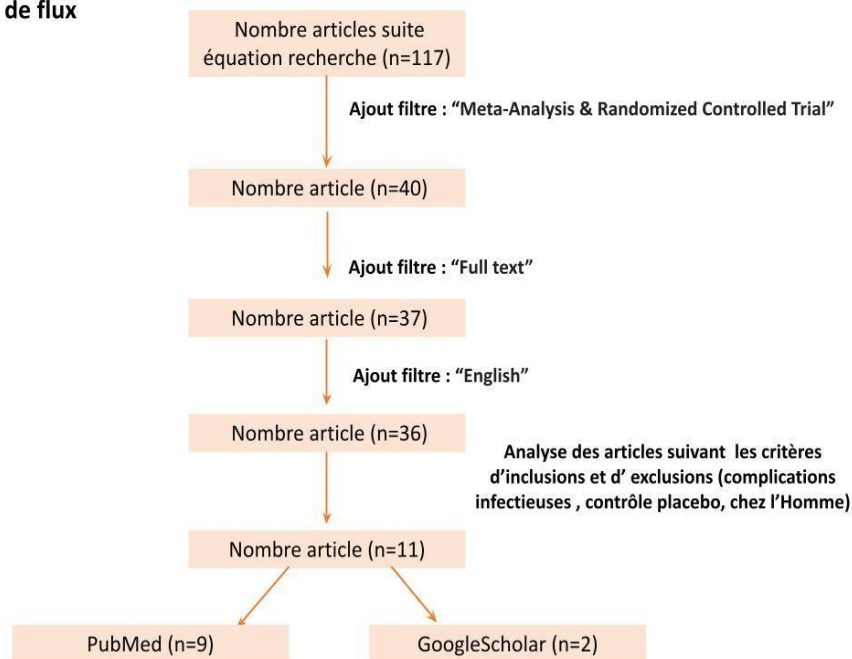 de flux
Nombre articles suite
équation recherche (n=117)
Ajout filtre : “Meta-Analysis & Randomized Controlled Trial”
Nombre article (n=40)
Ajout filtre : “Full text”
Nombre article (n=37)
Ajout filtre : “English”
Nombre article (n=36)
Analyse des articles suivant les critères
d’inclusions et d’ exclusions (complications
infectieuses , contrôle placebo, chez l’Homme)
Nombre article (n=11)
PubMed (n=9)
GoogleScholar (n=2)